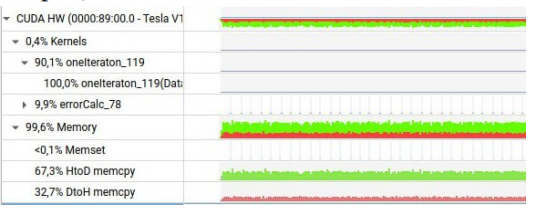 CUDA HW (0000:89:00.0 - Tesla V1
0,4% Kernels
90,1% oneIteraton_119
100,0% oneIteraton_119(Data
9,9% errorCalc_78
99,6% Memory
<0,1% Memset
67,3% HtoD memcpy
32,7% DtoH memcpy